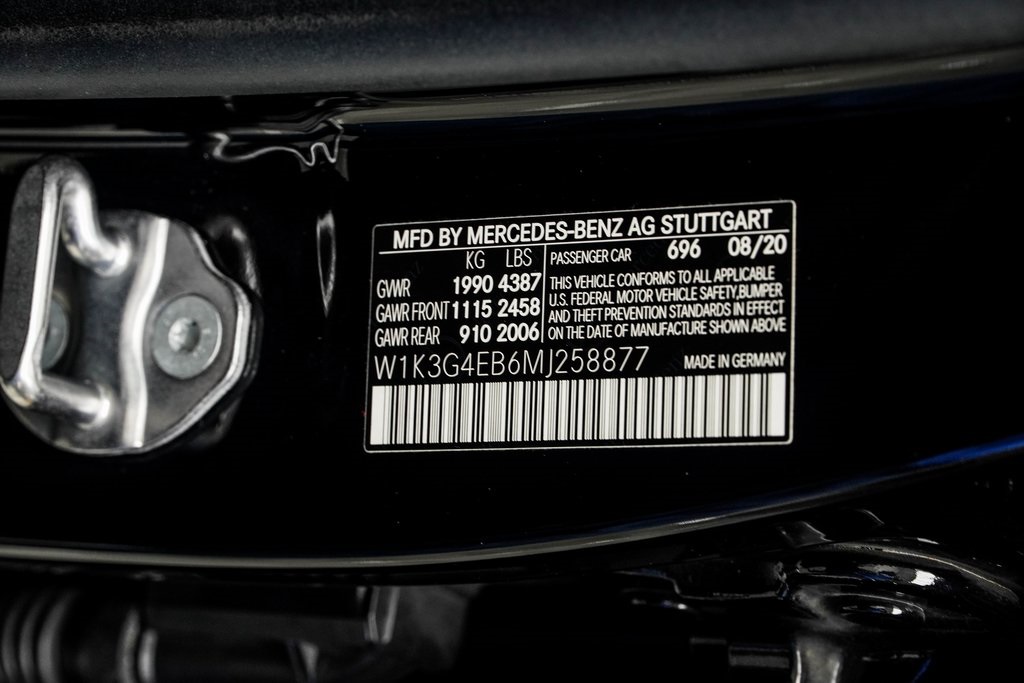 MFD BY MERCEDES-BENZ AG STUTTGART
KG LBS
GWR 1990 4387
GAWR FRONT 1115 2458
GAWR REAR 910 2006
PASSENGER CAR 696 08/20
THIS VEHICLE CONFORMS TO ALL APPLICABLE
U.S. FEDERAL MOTOR VEHICLE SAFETY, BUMPER
AND THEFT PREVENTION STANDARDS IN EFFECT
ON THE DATE OF MANUFACTURE SHOWN ABOVE
W1K3G4EB6MJ258877 MADE IN GERMANY